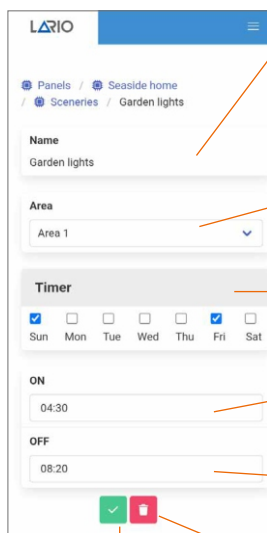 LARIO
Panels / Seaside home
/ Sceneries / Garden lights
Name
Garden lights
Area
Area 1
Timer
Sun Mon Tue Wed Thu Fri Sat
ON
04:30
OFF
08:20